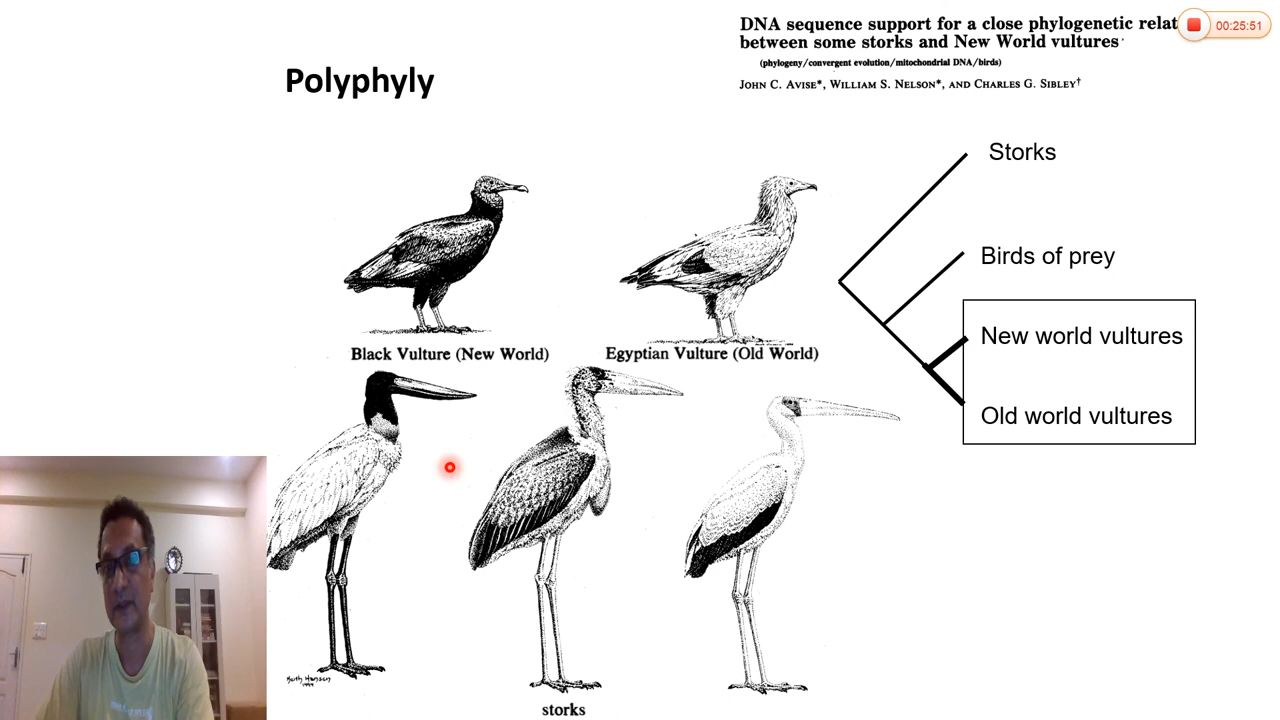 DNA sequence support for a close phylogenetic relat
between some storks and New World vultures
(phylogeny/convergent evolution/mitochondrial DNA/birds)
JOHN C. AVISE*, WILLIAM S. NELSON*, AND CHARLES G. SIBLEY†
00:25:51
Polyphyly
Storks
Birds of prey
New world vultures
Old world vultures
Black Vulture (New World)
Egyptian Vulture (Old World)
Keith Hansen
storks